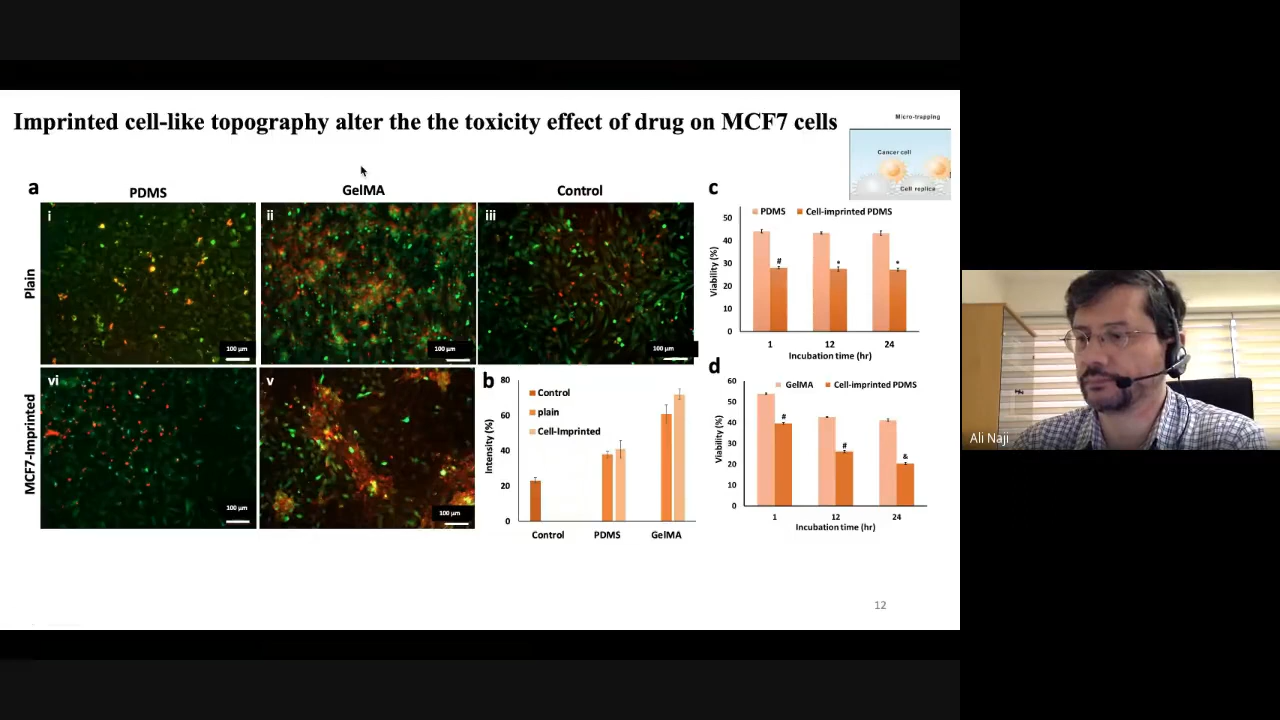 Imprinted cell-like topography alter the the toxicity effect of drug on MCF7 cells
Micro-trapping
Cancer cell
Cell replica
a
PDMS
GelMA
Control
Plain
MCF7-Imprinted
i
ii
iii
vi
v
100 µm
100 µm
100 µm
100 µm
100 µm
b
80
60
40
20
0
Intensity (%)
Control
plain
Cell-Imprinted
Control
PDMS
GelMA
c
PDMS
Cell-imprinted PDMS
50
40
30
20
10
0
Viability (%)
#
*
*
1
12
24
Incubation time (hr)
d
GelMA
Cell-imprinted PDMS
60
50
40
30
20
10
0
Viability (%)
#
#
&
1
12
24
Incubation time (hr)
12
Ali Naji